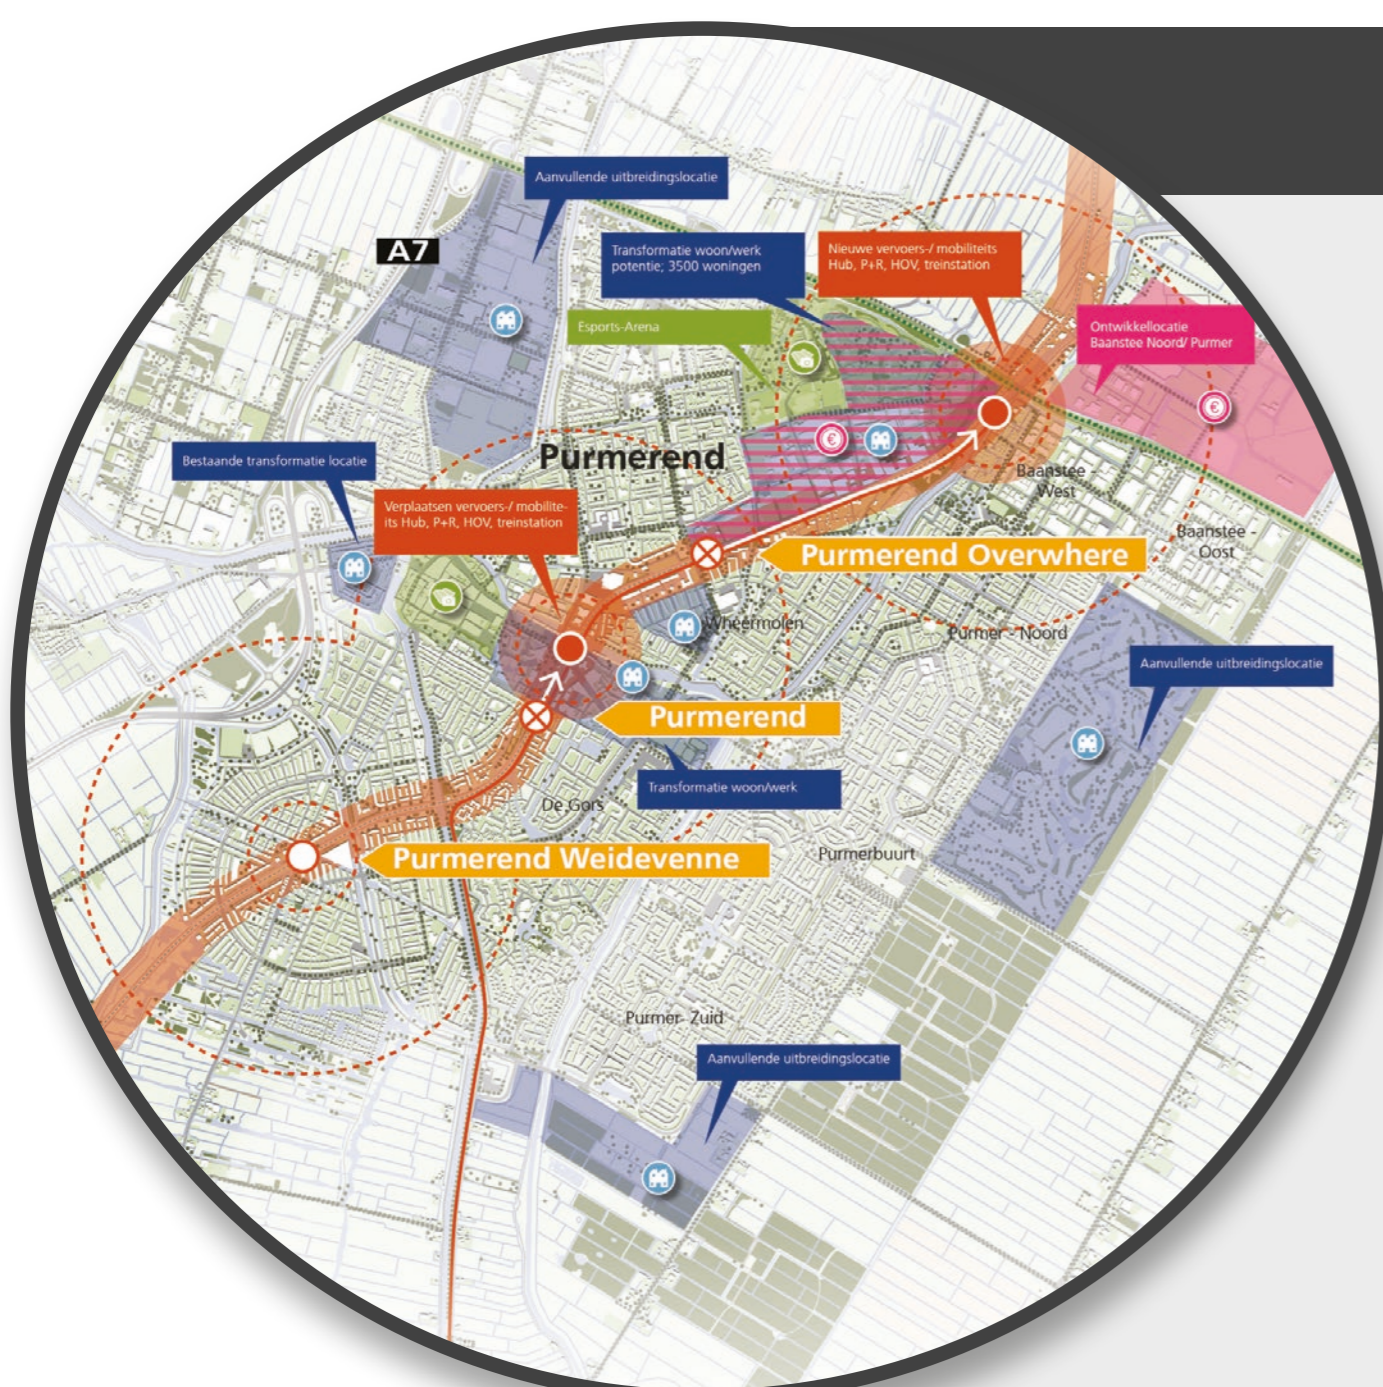 Aanvullende uitbreidingslocatie
A7
Transformatie woon/werk
potentie; 3500 woningen
Nieuwe vervoers-/ mobiliteits
Hub, P+R, HOV, treinstation
Esports-Arena
Ontwikkellocatie
Baanstee Noord/ Purmer
Bestaande transformatie locatie
Purmerend
Verplaatsen vervoers-/ mobilite-
its Hub, P+R, HOV, treinstation
Baanstee -
West
Baanstee -
Oost
Purmerend Overwhere
Wheermolen
Purmer - Noord
Aanvullende uitbreidingslocatie
Purmerend
Transformatie woon/werk
De Gors
Purmerend Weidevenne
Purmerbuurt
Purmer- Zuid
Aanvullende uitbreidingslocatie